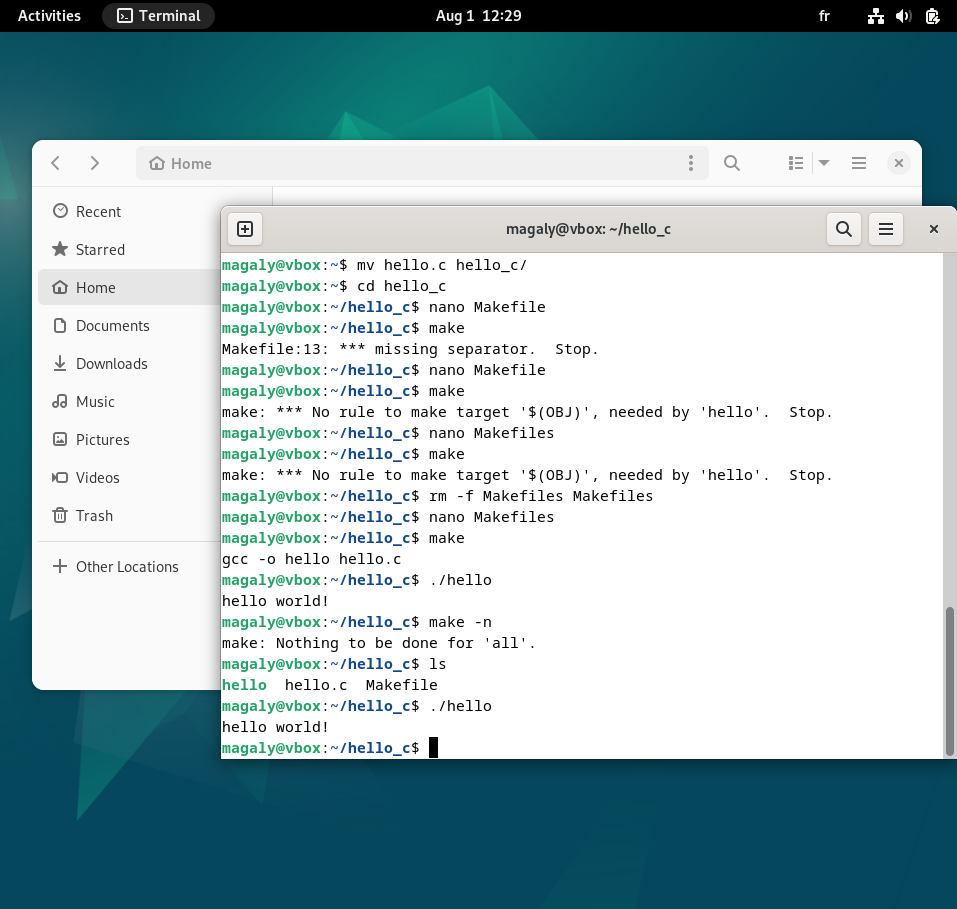 Activities
Terminal
Aug 1 12:29
fr
Home
Recent
Starred
Home
Documents
Downloads
Music
Pictures
Videos
Trash
Other Locations
magaly@vbox: ~/hello_c
magaly@vbox:~$ mv hello.c hello_c/
magaly@vbox:~$ cd hello_c
magaly@vbox:~/hello_c$ nano Makefile
magaly@vbox:~/hello_c$ make
Makefile:13: *** missing separator.  Stop.
magaly@vbox:~/hello_c$ nano Makefile
magaly@vbox:~/hello_c$ make
make: *** No rule to make target '$(OBJ)', needed by 'hello'.  Stop.
magaly@vbox:~/hello_c$ nano Makefiles
magaly@vbox:~/hello_c$ make
make: *** No rule to make target '$(OBJ)', needed by 'hello'.  Stop.
magaly@vbox:~/hello_c$ rm -f Makefiles Makefiles
magaly@vbox:~/hello_c$ nano Makefiles
magaly@vbox:~/hello_c$ make
gcc -o hello hello.c
magaly@vbox:~/hello_c$ ./hello
hello world!
magaly@vbox:~/hello_c$ make -n
make: Nothing to be done for 'all'.
magaly@vbox:~/hello_c$ ls
hello  hello.c  Makefile
magaly@vbox:~/hello_c$ ./hello
hello world!
magaly@vbox:~/hello_c$